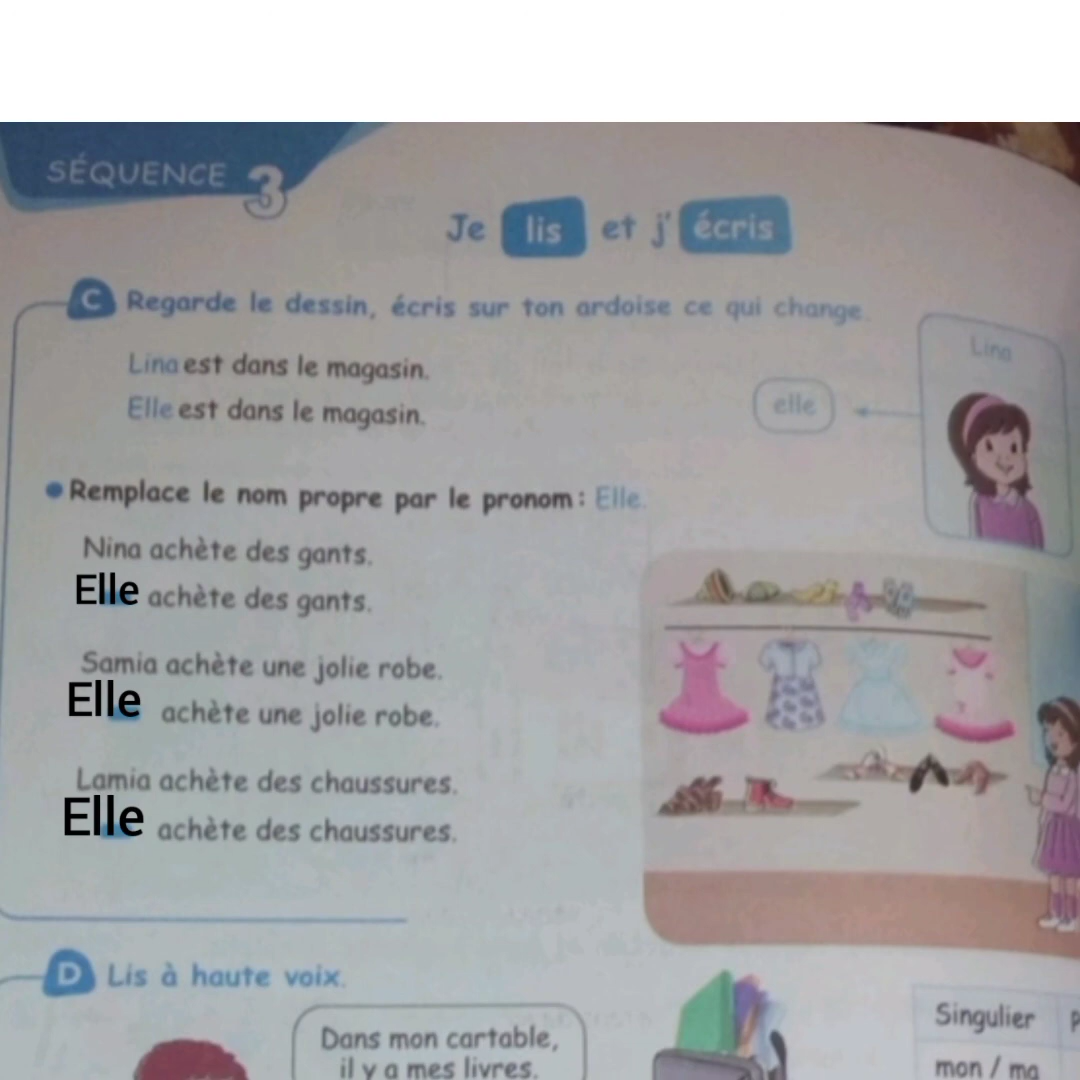 SÉQUENCE 3
Je lis et j'écris
C Regarde le dessin, écris sur ton ardoise ce qui change.
Lina est dans le magasin.
Elle est dans le magasin.
Lina
elle
Remplace le nom propre par le pronom : Elle.
Nina achète des gants.
Elle achète des gants.
Samia achète une jolie robe.
Elle achète une jolie robe.
Lamia achète des chaussures.
Elle achète des chaussures.
D Lis à haute voix.
Dans mon cartable,
il y a mes livres.
Singulier
mon / ma